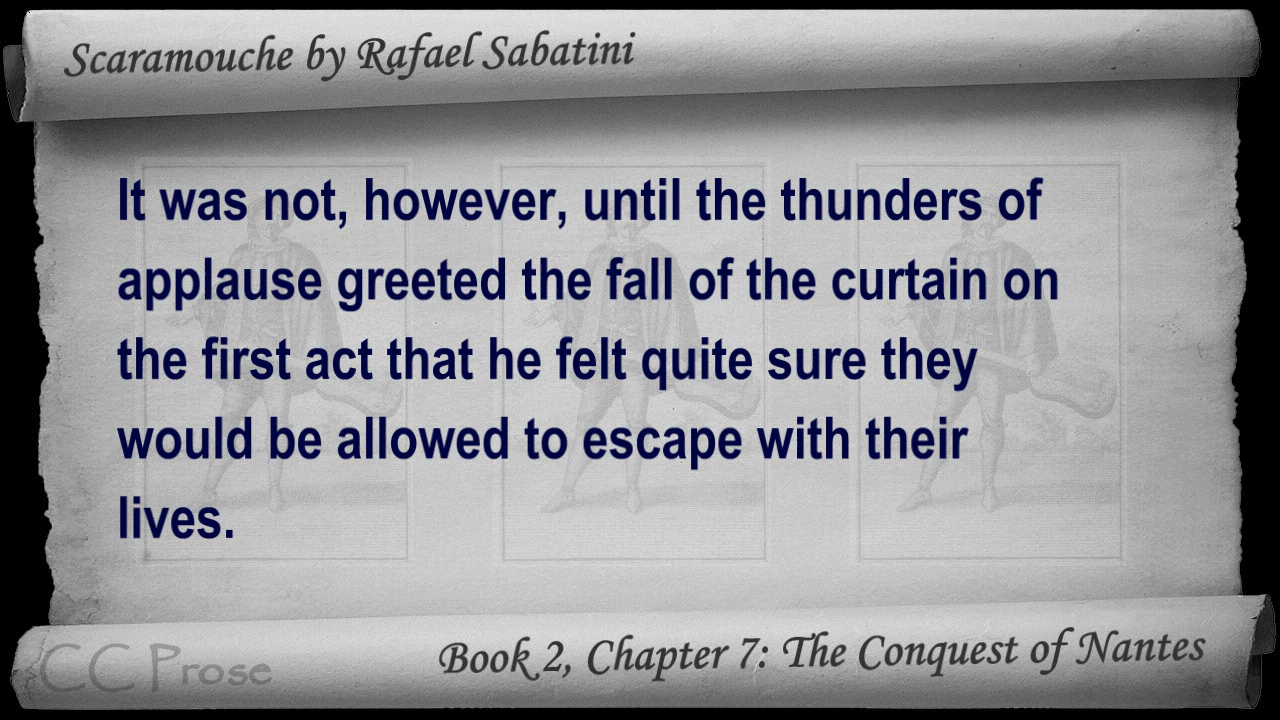 Scaramouche by Rafael Sabatini
It was not, however, until the thunders of
applause greeted the fall of the curtain on
the first act that he felt quite sure they
would be allowed to escape with their
lives.
CC Prose
Book 2, Chapter 7: The Conquest of Nantes